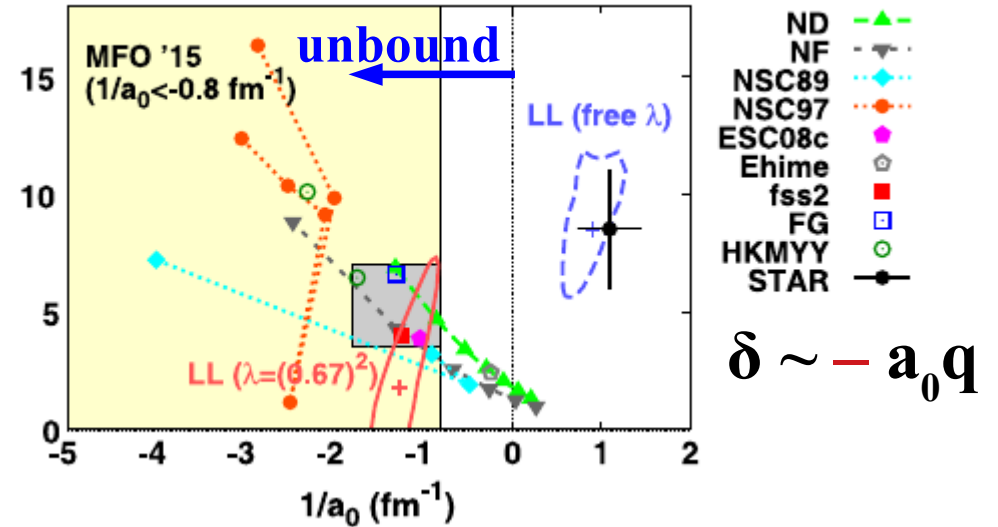 MFO '15
(1/a₀<-0.8 fm⁻¹)
unbound
LL (free λ)
LL (λ=(0.67)²)
15
10
5
0
-5 -4 -3 -2 -1 0 1 2
1/a₀ (fm⁻¹)
ND
NF
NSC89
NSC97
ESC08c
Ehime
fss2
FG
HKMYY
STAR
δ ~ – a₀q